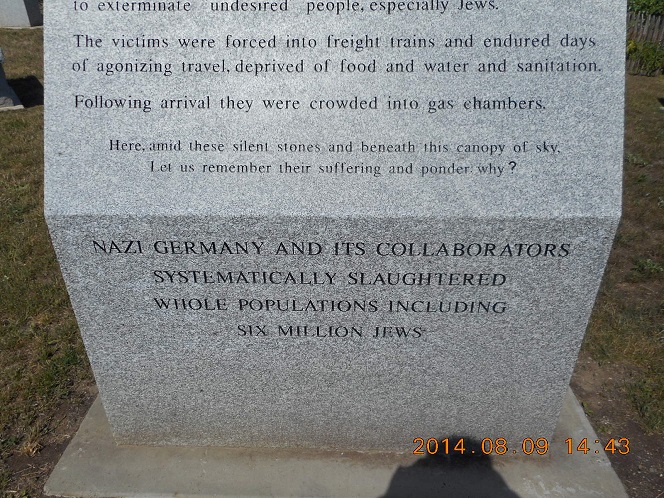 to exterminate "undesired" people, especially Jews.
The victims were forced into freight trains and endured days
of agonizing travel, deprived of food and water and sanitation.
Following arrival they were crowded into gas chambers.
Here, amid these silent stones and beneath this canopy of sky,
Let us remember their suffering and ponder: why?
NAZI GERMANY AND ITS COLLABORATORS
SYSTEMATICALLY SLAUGHTERED
WHOLE POPULATIONS INCLUDING
SIX MILLION JEWS
2014.08.09 14:43